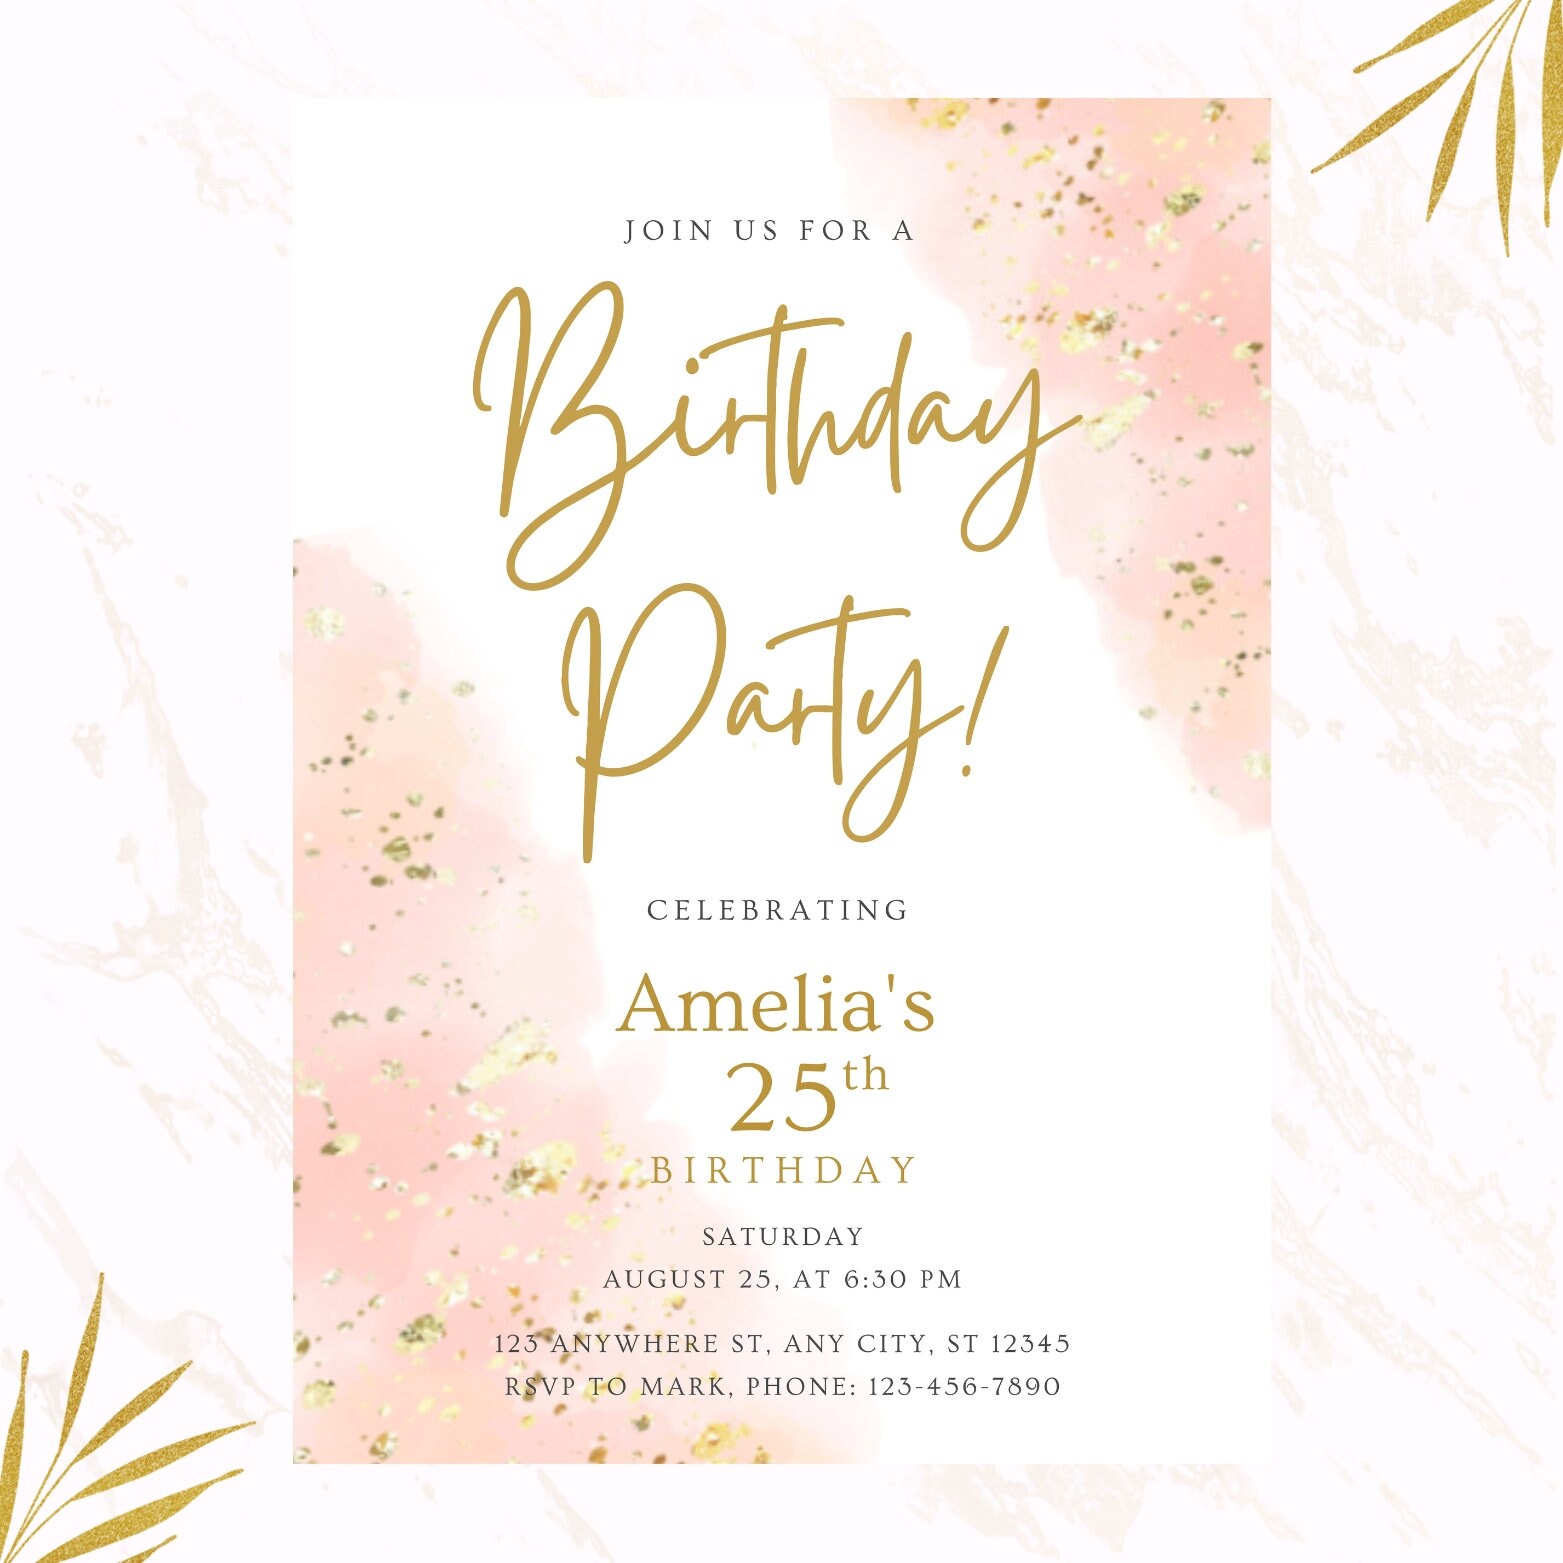 JOIN US FOR A
Birthday
Party!
CELEBRATING
Amelia's
25th
BIRTHDAY
SATURDAY
AUGUST 25, AT 6:30 PM
123 ANYWHERE ST, ANY CITY, ST 12345
RSVP TO MARK, PHONE: 123-456-7890